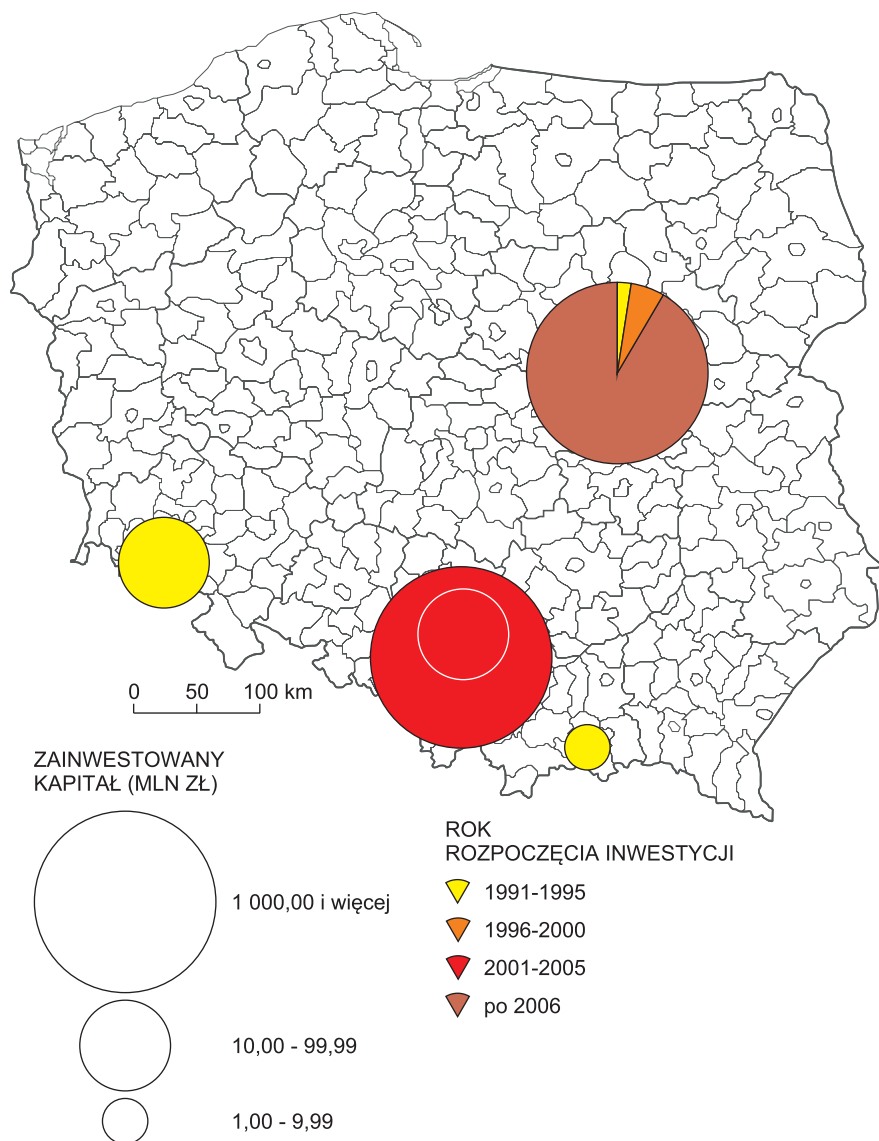 0 50 100 km
ZAINWESTOWANY
KAPITAŁ (MLN ZŁ)
1 000,00 i więcej
10,00 - 99,99
1,00 - 9,99
ROK
ROZPOCZĘCIA INWESTYCJI
1991-1995
1996-2000
2001-2005
po 2006